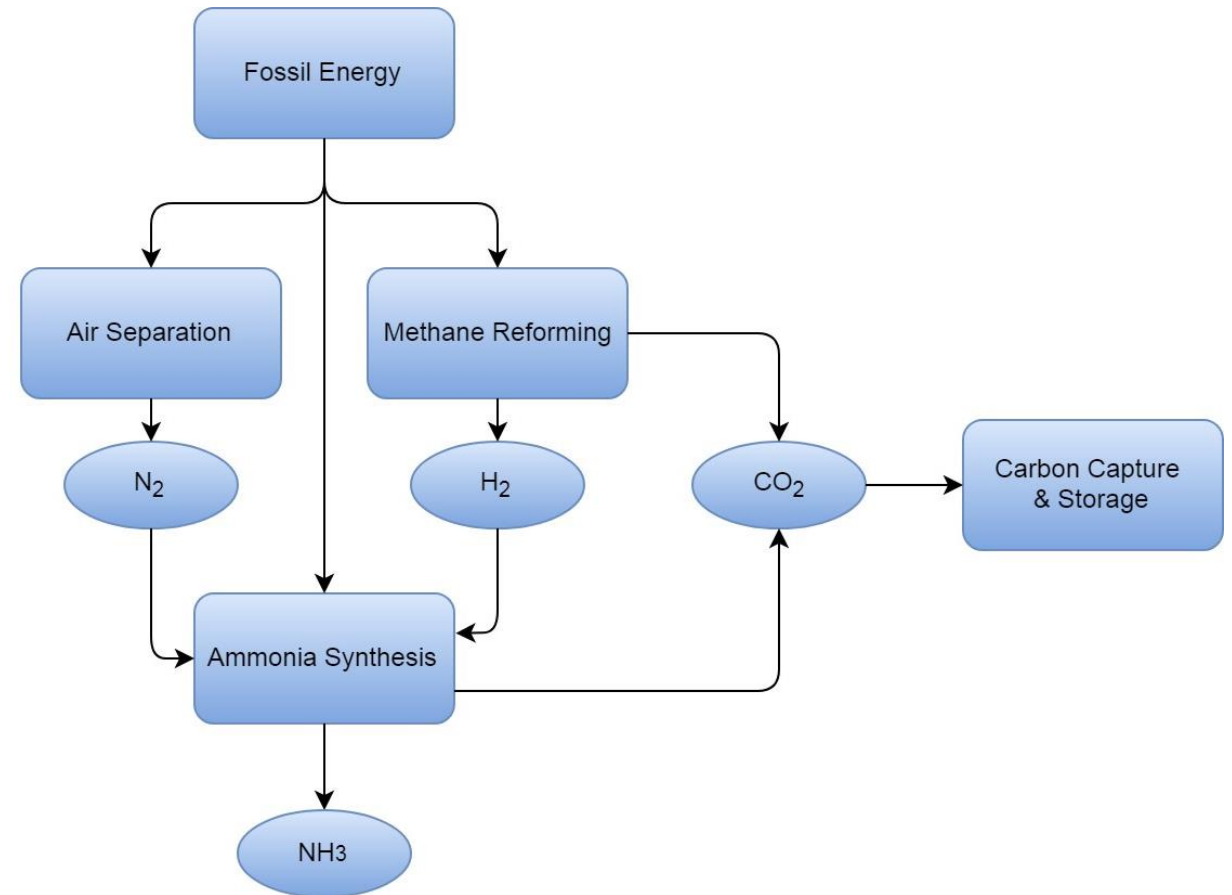 Fossil Energy
Air Separation
Methane Reforming
N₂
H₂
CO₂
Carbon Capture
& Storage
Ammonia Synthesis
NH3